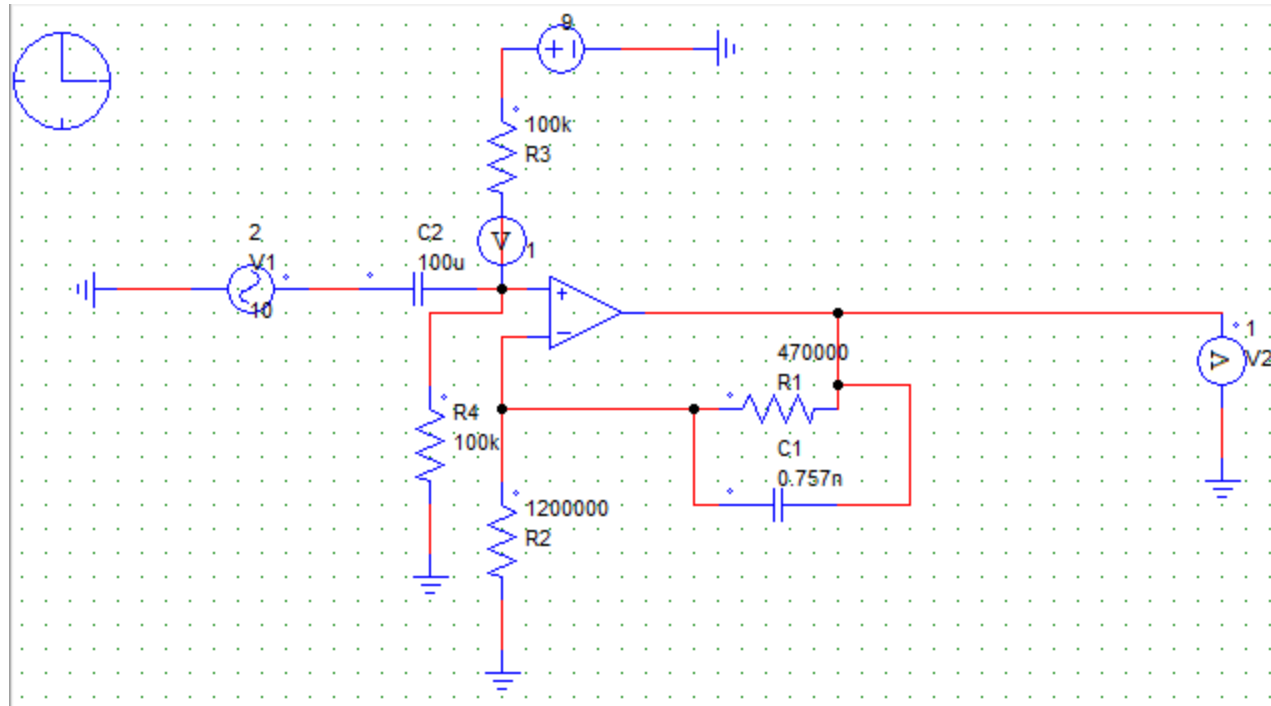 9
100k
R3
2
V1
10
C2
100u
V
1
+
−
470000
R1
1
V
V2
R4
100k
C1
0.757n
1200000
R2